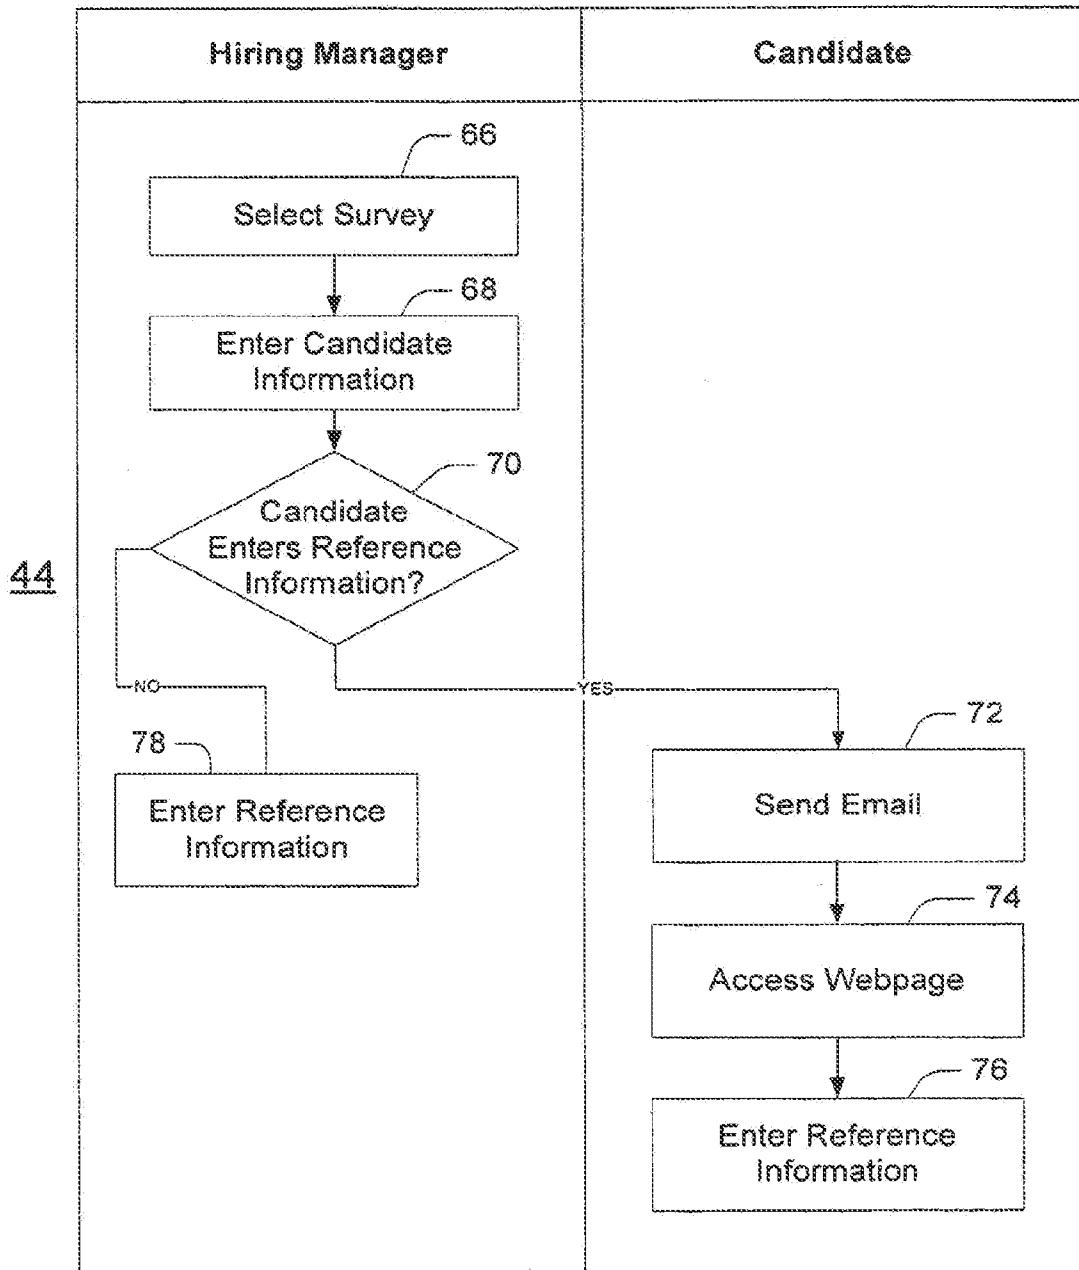 Hiring Manager
Candidate
66
Select Survey
68
Enter Candidate
Information
70
Candidate
Enters Reference
Information?
44
NO
YES
72
78
Send Email
Enter Reference
Information
74
Access Webpage
76
Enter Reference
Information